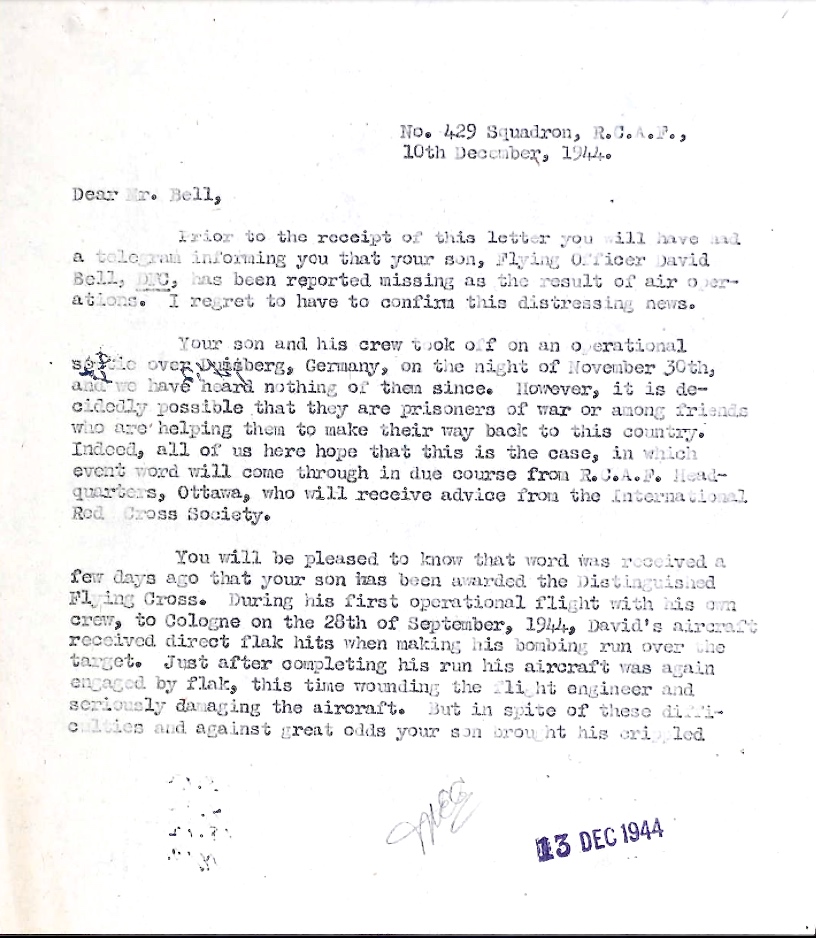 No. 429 Squadron, R.C.A.F.,
10th December, 1944.
Dear Mr. Bell,
Prior to the receipt of this letter you will have had
a telegram informing you that your son, Flying Officer David
Bell, DFC, has been reported missing as the result of air oper-
ations. I regret to have to confirm this distressing news.
Your son and his crew took off on an operational
over Duisberg, Germany, on the night of November 30th,
and we have heard nothing of them since. However, it is de-
cidedly possible that they are prisoners of war or among friends
who are helping them to make their way back to this country.
Indeed, all of us here hope that this is the case, in which
event word will come through in due course from R.C.A.F. Head-
quarters, Ottawa, who will receive advice from the International
Red Cross Society.
You will be pleased to know that word was received a
few days ago that your son has been awarded the Distinguished
Flying Cross. During his first operational flight with his own
crew, to Cologne on the 28th of September, 1944, David's aircraft
received direct flak hits when making his bombing run over the
target. Just after completing his run his aircraft was again
engaged by flak, this time wounding the flight engineer and
seriously damaging the aircraft. But in spite of these diffi-
culties and against great odds your son brought his crippled
13 DEC 1944